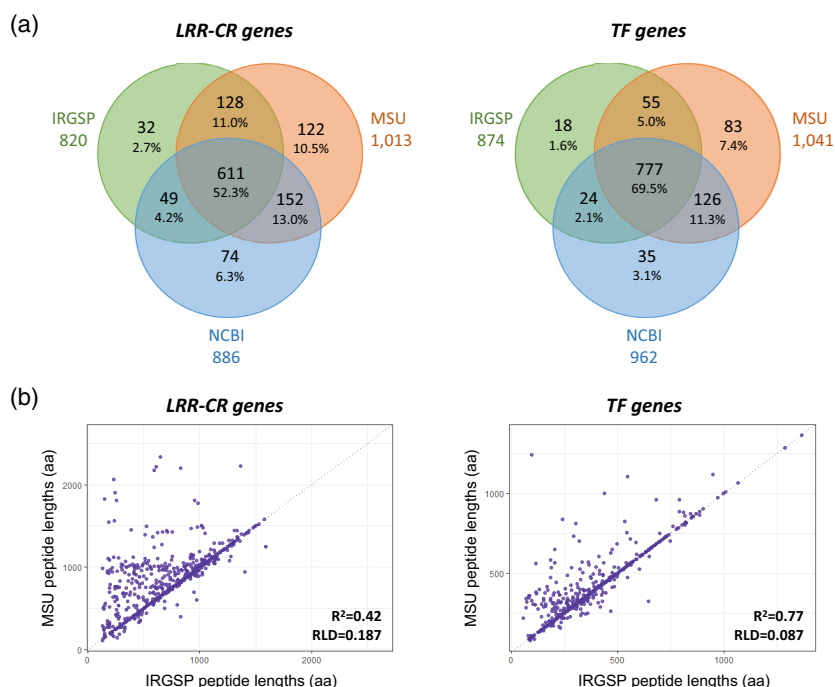 (a)
LRR-CR genes
IRGSP
820
32
2.7%
128
11.0%
122
10.5%
MSU
1,013
611
52.3%
49
4.2%
152
13.0%
74
6.3%
NCBI
886
TF genes
IRGSP
874
18
1.6%
55
5.0%
83
7.4%
MSU
1,041
777
69.5%
24
2.1%
126
11.3%
35
3.1%
NCBI
962
(b)
LRR-CR genes
MSU peptide lengths (aa)
2000
1000
0
R²=0.42
RLD=0.187
0 1000 2000
IRGSP peptide lengths (aa)
TF genes
MSU peptide lengths (aa)
1000
500
R²=0.77
RLD=0.087
0 500 1000
IRGSP peptide lengths (aa)